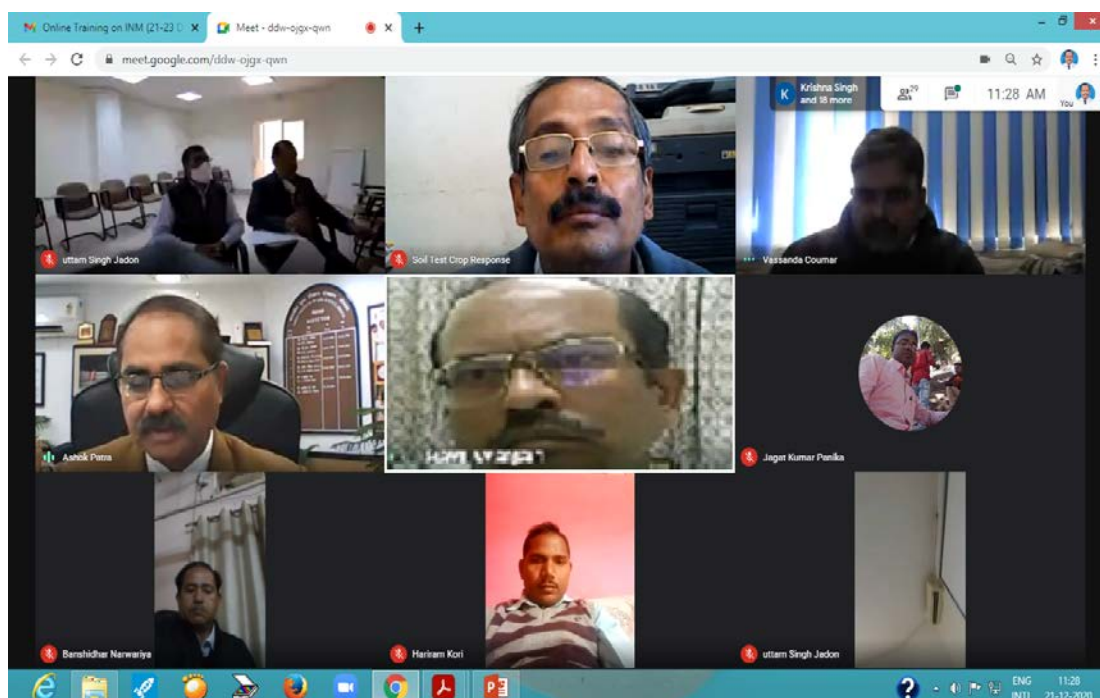 Online Training on INM (21-23 D
Meet - ddw-ojgx-qwn
meet.google.com/ddw-ojgx-qwn
K
Krishna Singh
and 18 more
29
11:28 AM
You
uttam Singh Jadon
Soil Test Crop Response
Vassanda Coumar
Ashok Patra
Jagat Kumar Panika
Banshidhar Narwariya
Hariram Kori
uttam Singh Jadon
ENG
INTL
11:28
21-12-2020